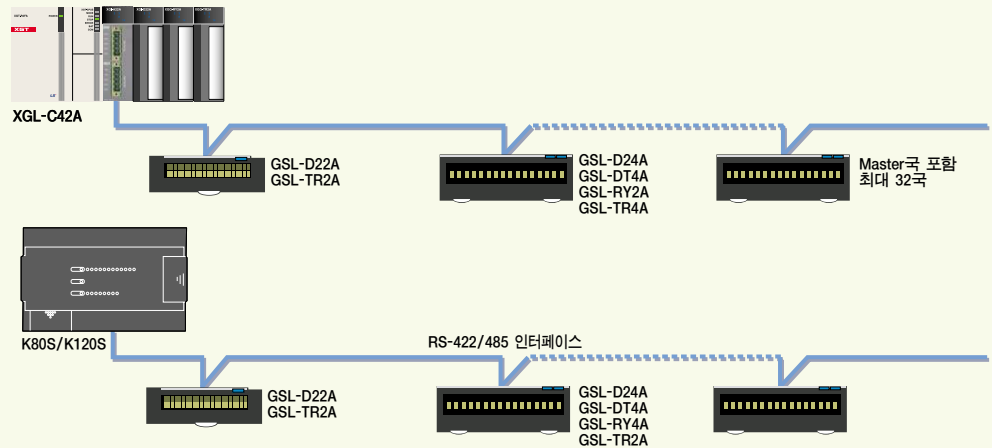 XGT
LS
XGL-C42A
GSL-D22A
GSL-TR2A
GSL-D24A
GSL-DT4A
GSL-RY2A
GSL-TR4A
Master국 포함
최대 32국
K80S/K120S
RS-422/485 인터페이스
GSL-D22A
GSL-TR2A
GSL-D24A
GSL-DT4A
GSL-RY4A
GSL-TR2A